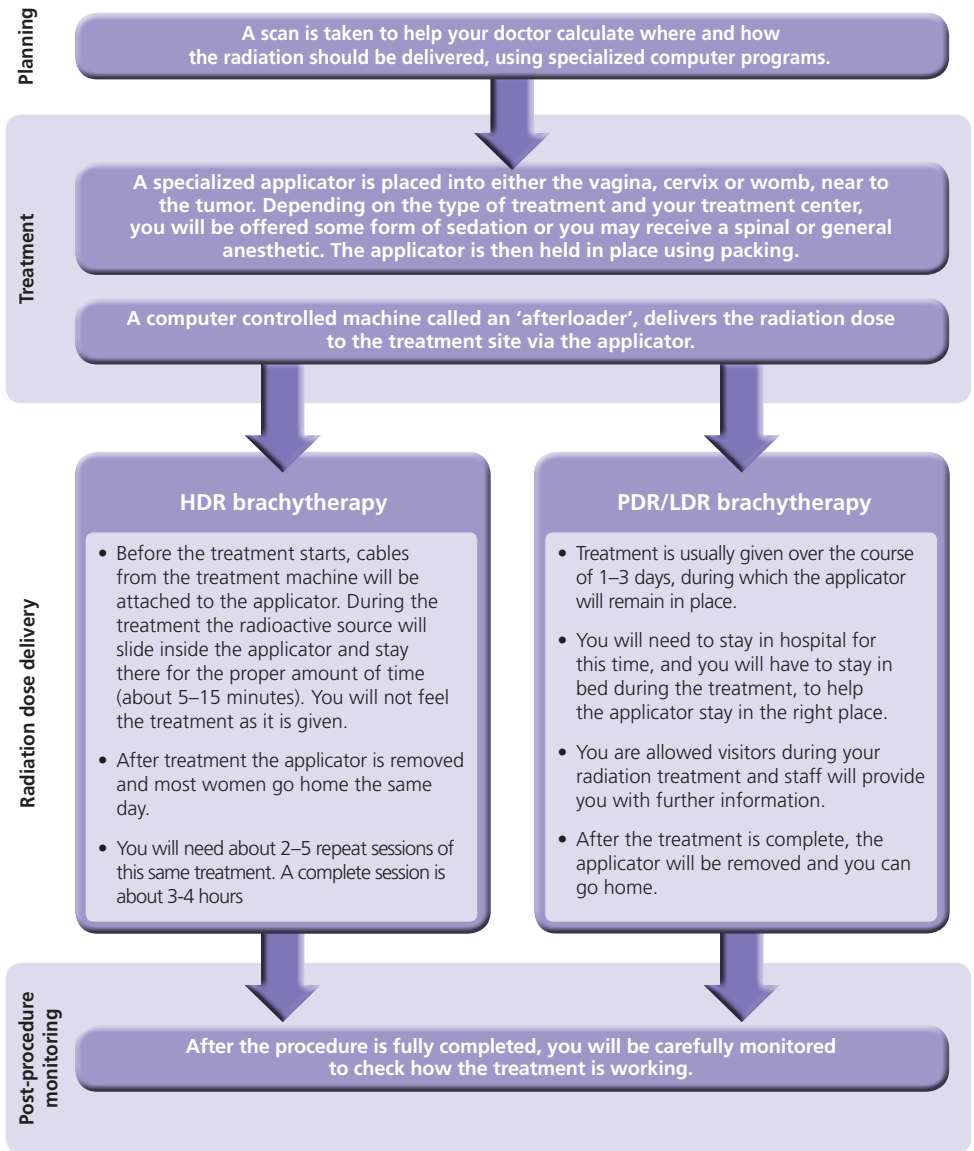 Planning
A scan is taken to help your doctor calculate where and how
the radiation should be delivered, using specialized computer programs.
Treatment
A specialized applicator is placed into either the vagina, cervix or womb, near to
the tumor. Depending on the type of treatment and your treatment center,
you will be offered some form of sedation or you may receive a spinal or general
anesthetic. The applicator is then held in place using packing.
A computer controlled machine called an ‘afterloader’, delivers the radiation dose
to the treatment site via the applicator.
Radiation dose delivery
HDR brachytherapy
• Before the treatment starts, cables
from the treatment machine will be
attached to the applicator. During the
treatment the radioactive source will
slide inside the applicator and stay
there for the proper amount of time
(about 5–15 minutes). You will not feel
the treatment as it is given.
• After treatment the applicator is removed
and most women go home the same
day.
• You will need about 2–5 repeat sessions of
this same treatment. A complete session is
about 3-4 hours
PDR/LDR brachytherapy
• Treatment is usually given over the course
of 1–3 days, during which the applicator
will remain in place.
• You will need to stay in hospital for
this time, and you will have to stay in
bed during the treatment, to help
the applicator stay in the right place.
• You are allowed visitors during your
radiation treatment and staff will provide
you with further information.
• After the treatment is complete, the
applicator will be removed and you can
go home.
Post-procedure
monitoring
After the procedure is fully completed, you will be carefully monitored
to check how the treatment is working.